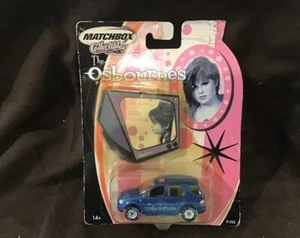 MATCHBOX
Collectibles
The
Osbournes
14+